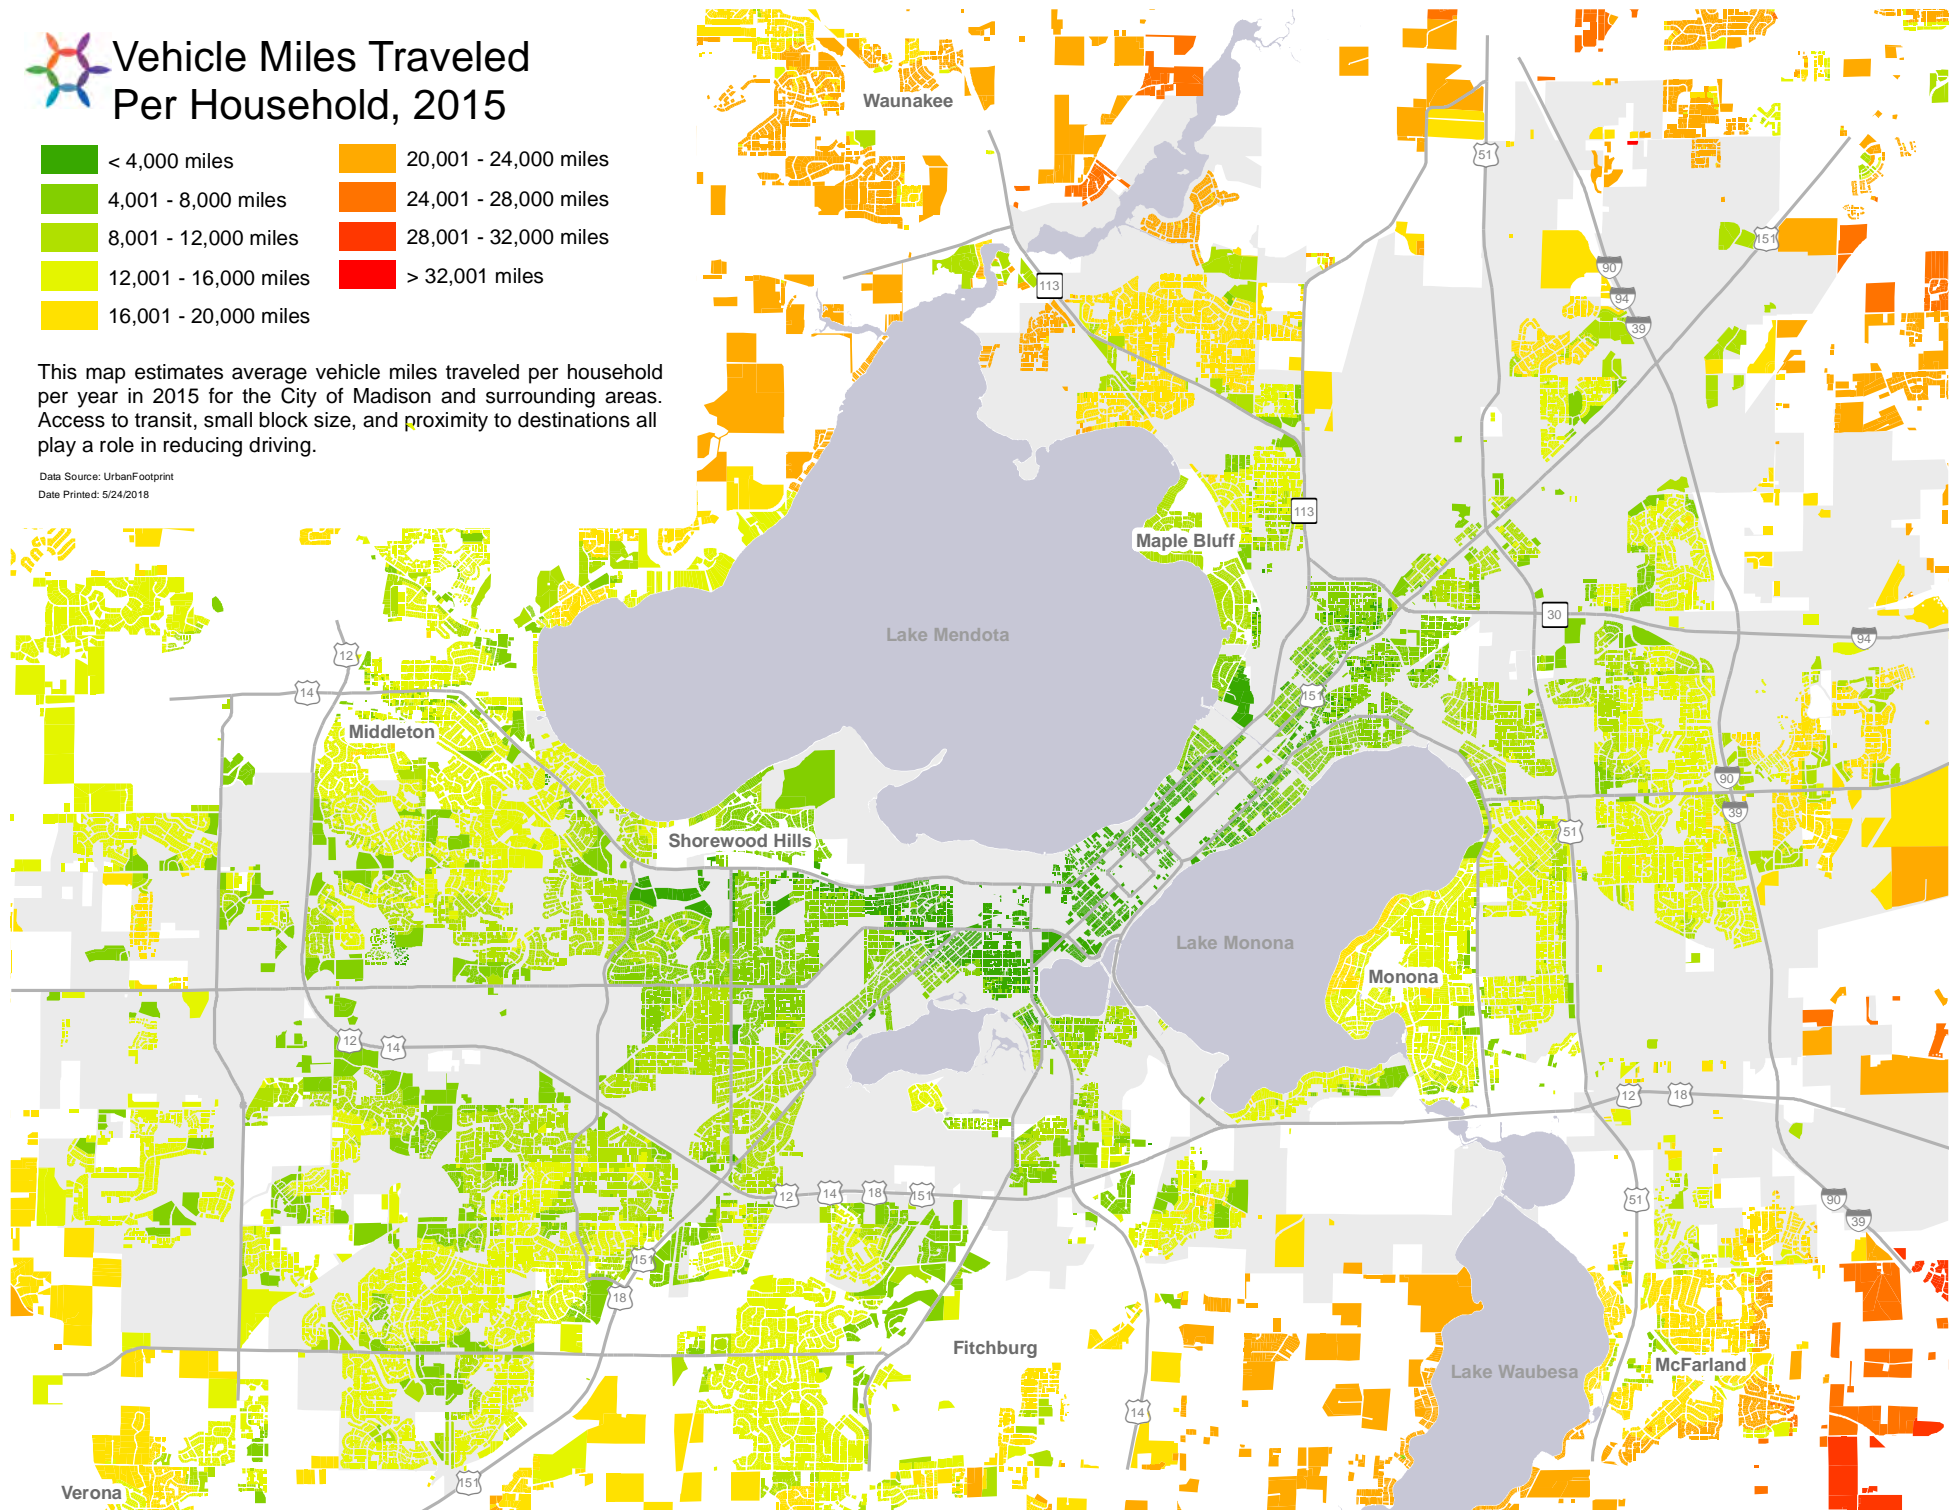 Vehicle Miles Traveled
Per Household, 2015
< 4,000 miles
4,001 - 8,000 miles
8,001 - 12,000 miles
12,001 - 16,000 miles
16,001 - 20,000 miles
20,001 - 24,000 miles
24,001 - 28,000 miles
28,001 - 32,000 miles
> 32,001 miles
This map estimates average vehicle miles traveled per household
per year in 2015 for the City of Madison and surrounding areas.
Access to transit, small block size, and proximity to destinations all
play a role in reducing driving.
Data Source: UrbanFootprint
Date Printed: 5/24/2018
Waunakee
51
151
90
94
39
113
113
Maple Bluff
30
94
Lake Mendota
12
14
151
Middleton
90
39
51
Shorewood Hills
Lake Monona
Monona
12
14
12
18
12
14
18
151
51
90
39
151
18
Fitchburg
McFarland
Lake Waubesa
14
151
Verona